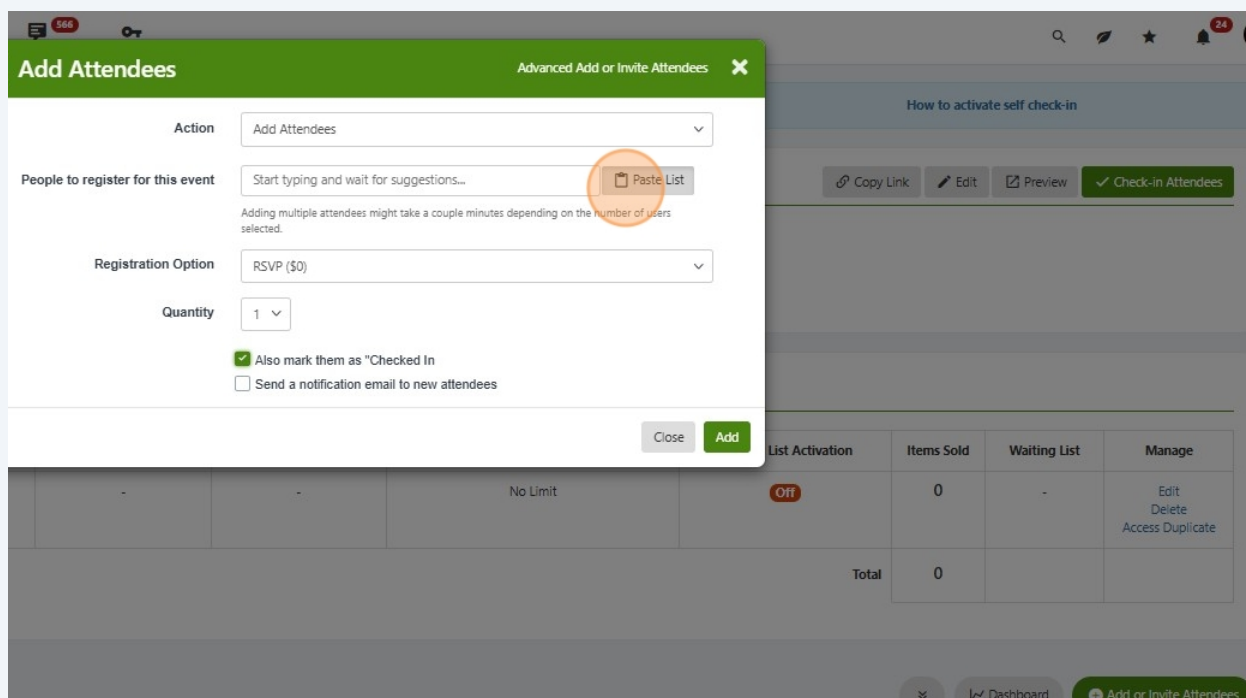 566
24
Add Attendees
Advanced Add or Invite Attendees
How to activate self check-in
Action
Add Attendees
People to register for this event
Start typing and wait for suggestions...
Paste List
Copy Link
Edit
Preview
Check-in Attendees
Adding multiple attendees might take a couple minutes depending on the number of users
selected.
Registration Option
RSVP ($0)
Quantity
1
Also mark them as "Checked In
Send a notification email to new attendees
Close
Add
List Activation
Items Sold
Waiting List
Manage
-
-
No Limit
Off
0
-
Edit
Delete
Access Duplicate
Total
0
Dashboard
Add or Invite Attendees